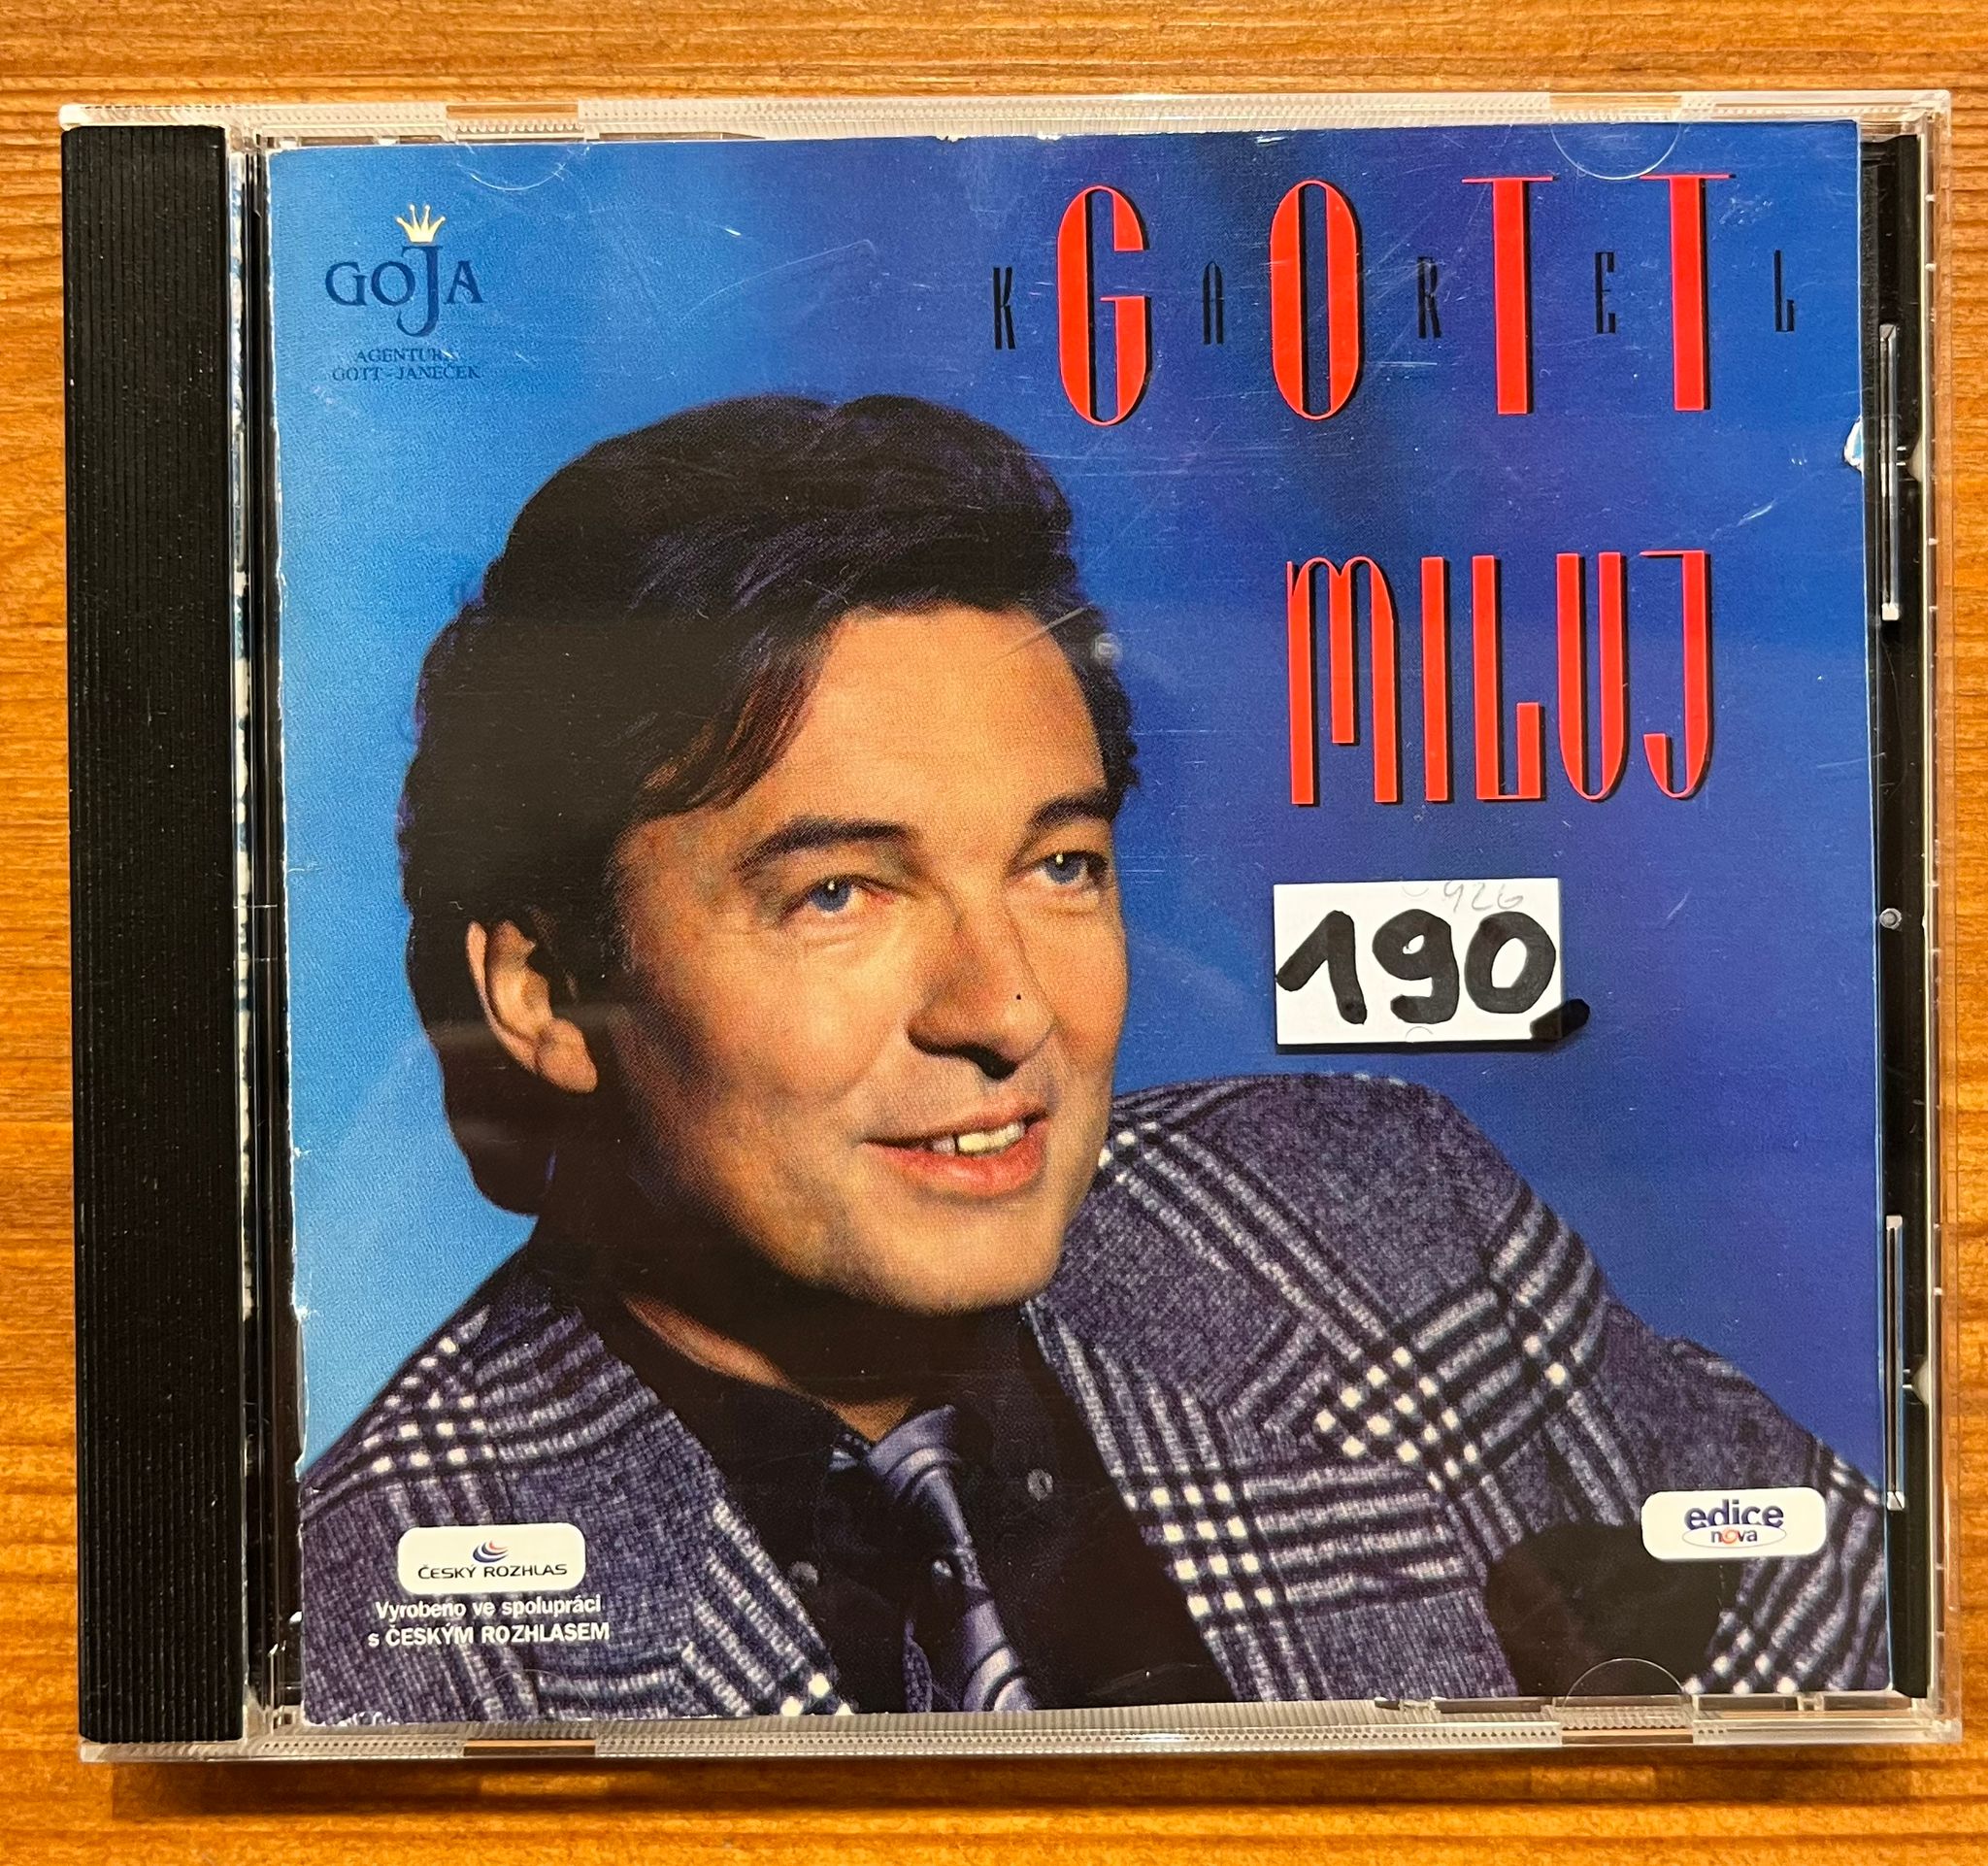 GOJA
AGENTURA
GOTT - JANEČEK
KAREL
GOTT
MILUJ
926
190
ČESKÝ ROZHLAS
Vyrobeno ve spolupráci
s ČESKÝM ROZHLASEM
edice
nova